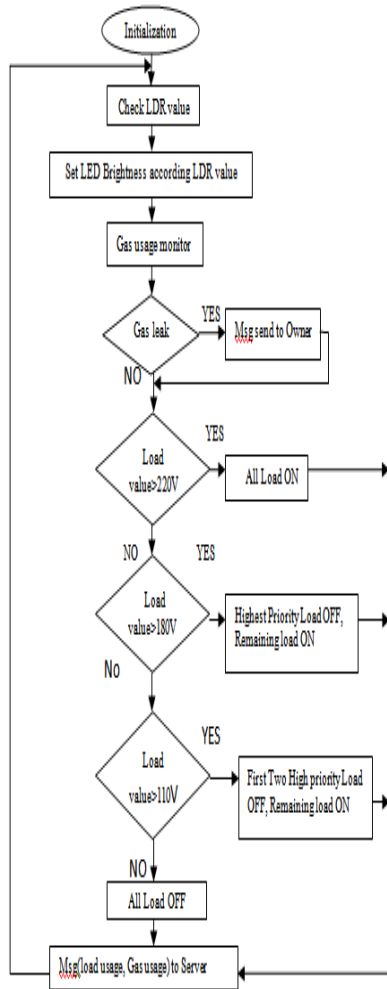 Initialization
Check LDR value
Set LED Brightness according LDR value
Gas usage monitor
Gas leak
YES
Msg send to Owner
NO
Load
value>220V
YES
All Load ON
NO
YES
Load
value>180V
Highest Priority Load OFF,
Remaining load ON
No
Load
value>110V
YES
First Two High priority Load
OFF, Remaining load ON
NO
All Load OFF
Msg(load usage, Gas usage) to Server